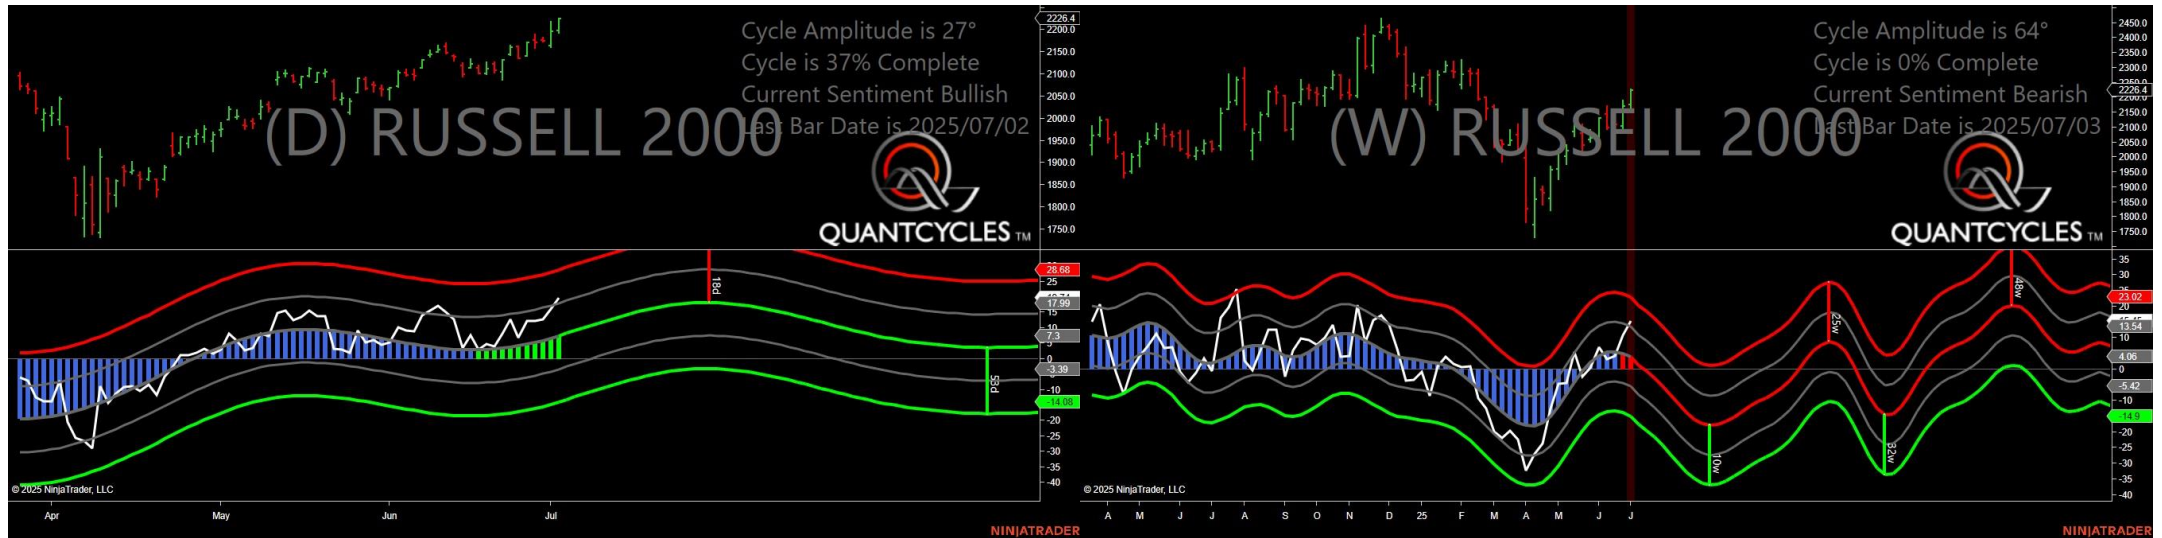 Cycle Amplitude is 27°
Cycle is 37% Complete
Current Sentiment Bullish
Last Bar Date is 2025/07/02
(D) RUSSELL 2000
QUANTCYCLES TM
2226.4
2200.0
2150.0
2100.0
2050.0
2000.0
1950.0
1900.0
1850.0
1800.0
1750.0
28.68
25
17.99
15
10
7.3
5
0
-3.39
-10
-14.08
-20
-25
-30
-35
-40
18d
53d
© 2025 NinjaTrader, LLC
Apr May Jun Jul
NINJATRADER
Cycle Amplitude is 64°
Cycle is 0% Complete
Current Sentiment Bearish
Last Bar Date is 2025/07/03
(W) RUSSELL 2000
QUANTCYCLES TM
2450.0
2400.0
2350.0
2300.0
2250.0
2226.4
2200.0
2150.0
2100.0
2050.0
2000.0
1950.0
1900.0
1850.0
1800.0
1750.0
35
30
25
23.02
20
13.54
10
4.06
0
-5.42
-10
-14.9
-20
-25
-30
-35
-40
10w
25w
32w
48w
© 2025 NinjaTrader, LLC
A M J J A S O N D 25 F M A M J J
NINJATRADER